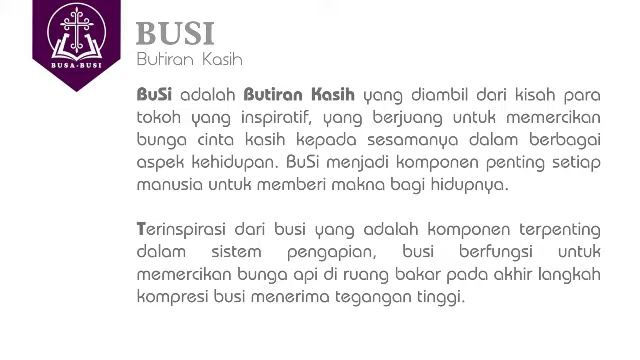 BUSA-BUSI
BUSI
Butiran Kasih
BuSi adalah Butiran Kasih yang diambil dari kisah para
tokoh yang inspiratif, yang berjuang untuk memercikan
bunga cinta kasih kepada sesamanya dalam berbagai
aspek kehidupan. BuSi menjadi komponen penting setiap
manusia untuk memberi makna bagi hidupnya.
Terinspirasi dari busi yang adalah komponen terpenting
dalam sistem pengapian, busi berfungsi untuk
memercikan bunga api di ruang bakar pada akhir langkah
kompresi busi menerima tegangan tinggi.